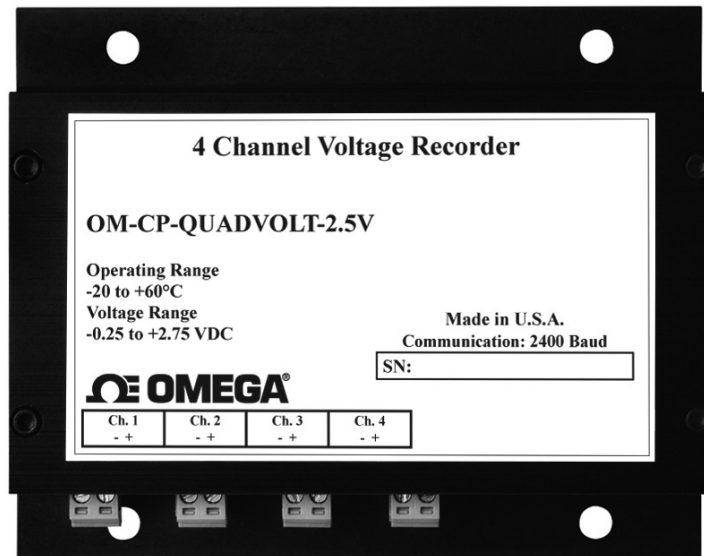 4 Channel Voltage Recorder
OM-CP-QUADVOLT-2.5V
Operating Range
-20 to +60°C
Voltage Range
-0.25 to +2.75 VDC
Made in U.S.A.
Communication: 2400 Baud
SN:
OMEGA®
Ch. 1 Ch. 2 Ch. 3 Ch. 4
- + - + - + - +